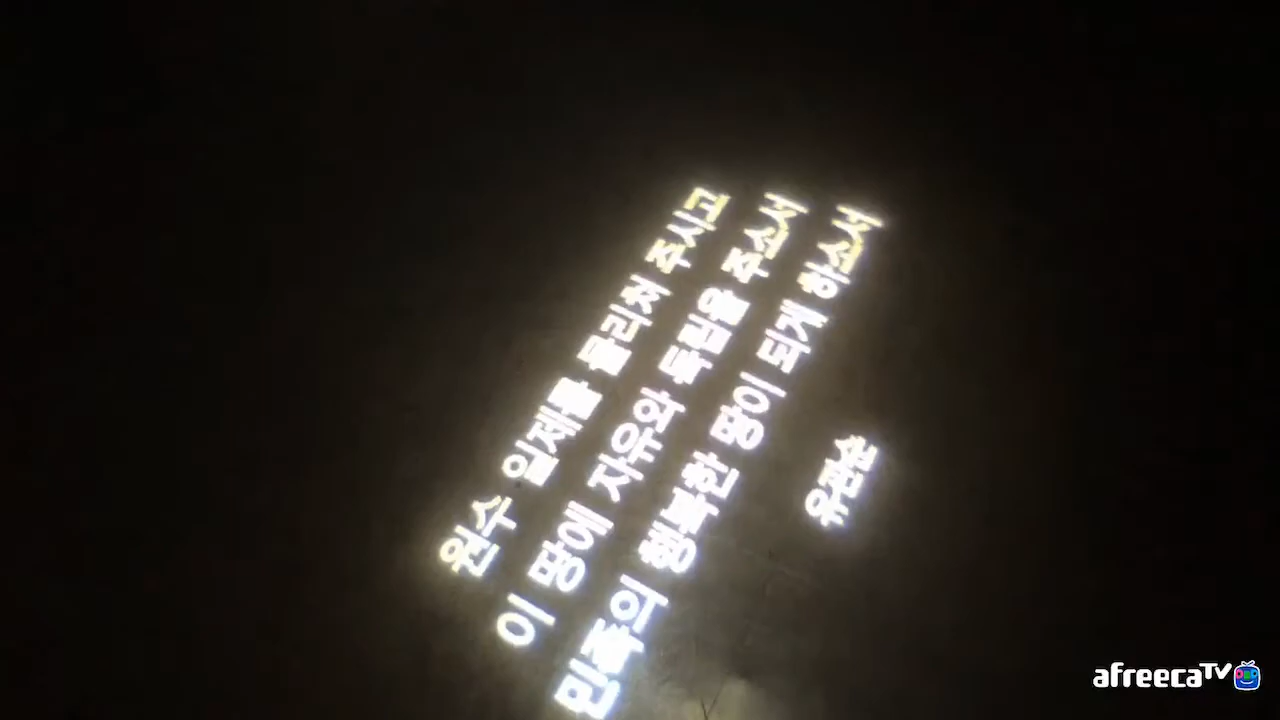 원수 일제를 물리쳐 주시고
이 땅에 자유와 독립을 주소서
민족의 행복한 땅이 되게 하소서
유관순
afreecaTV